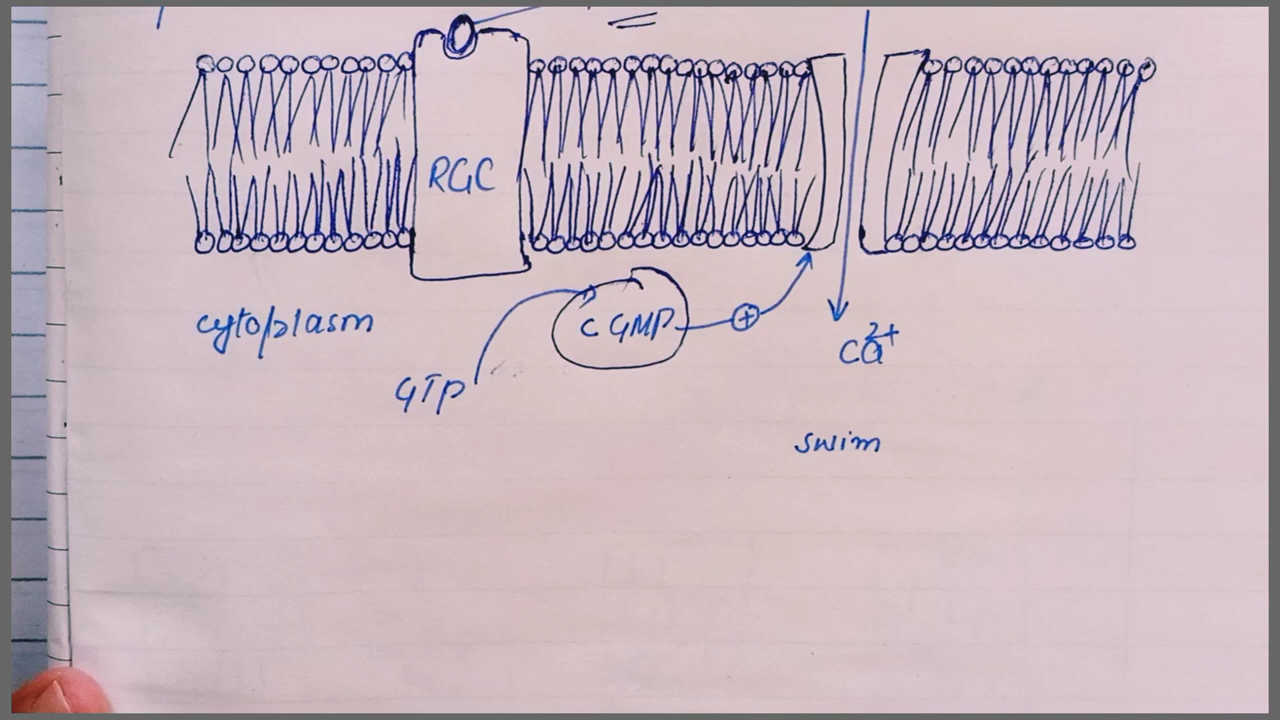 RGC
cytoplasm
cGMP
+
Ca2+
GTP
swim